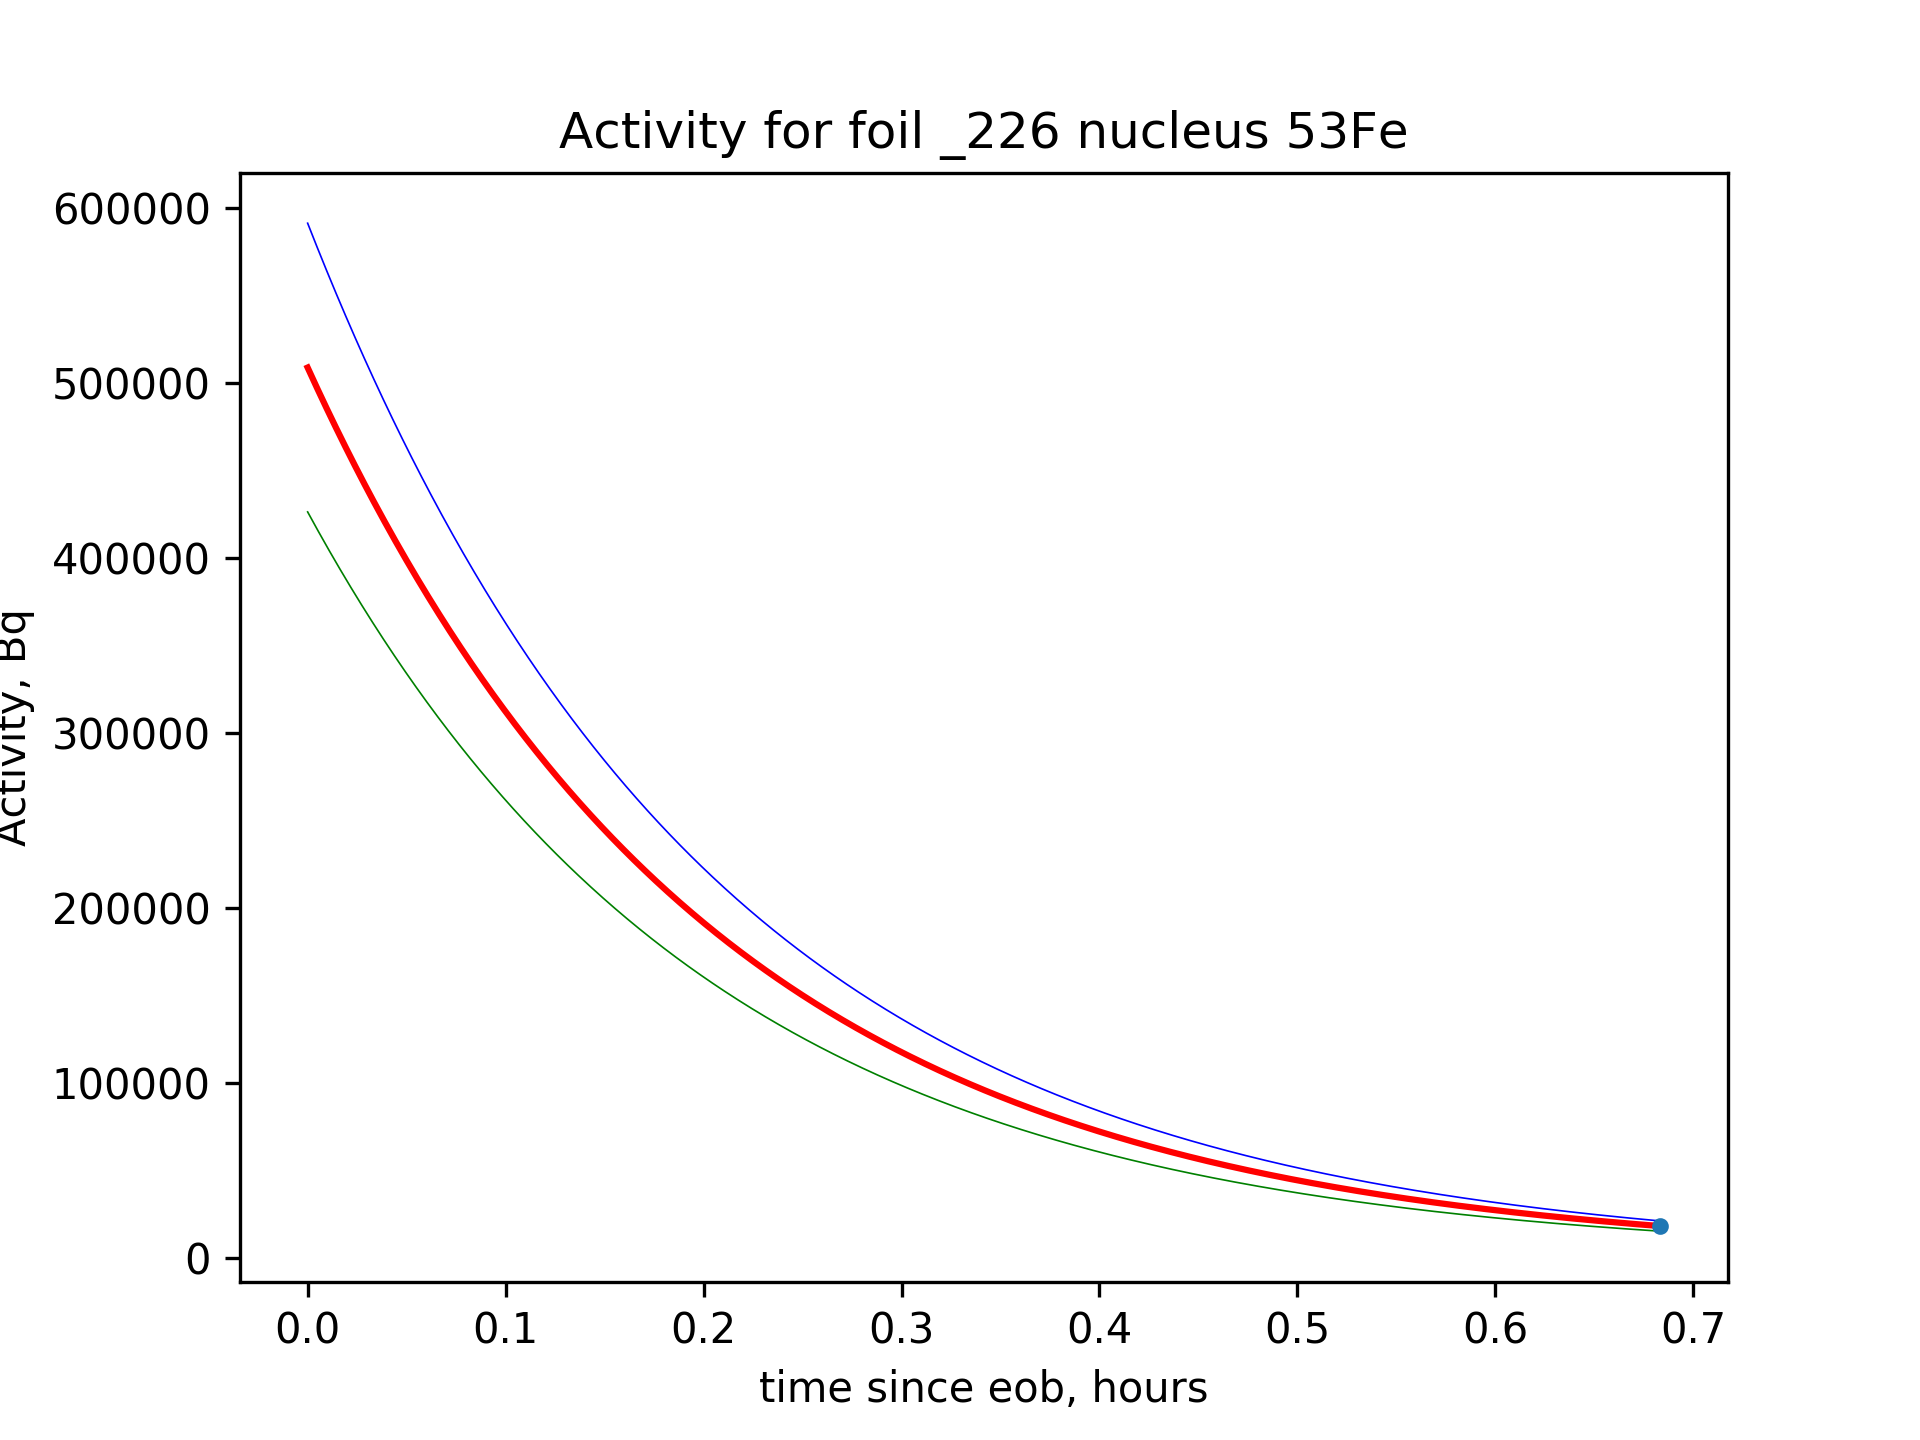 Activity for foil _226 nucleus 53Fe
600000
500000
400000
300000
200000
100000
0
Activity, Bq
0.0 0.1 0.2 0.3 0.4 0.5 0.6 0.7
time since eob, hours